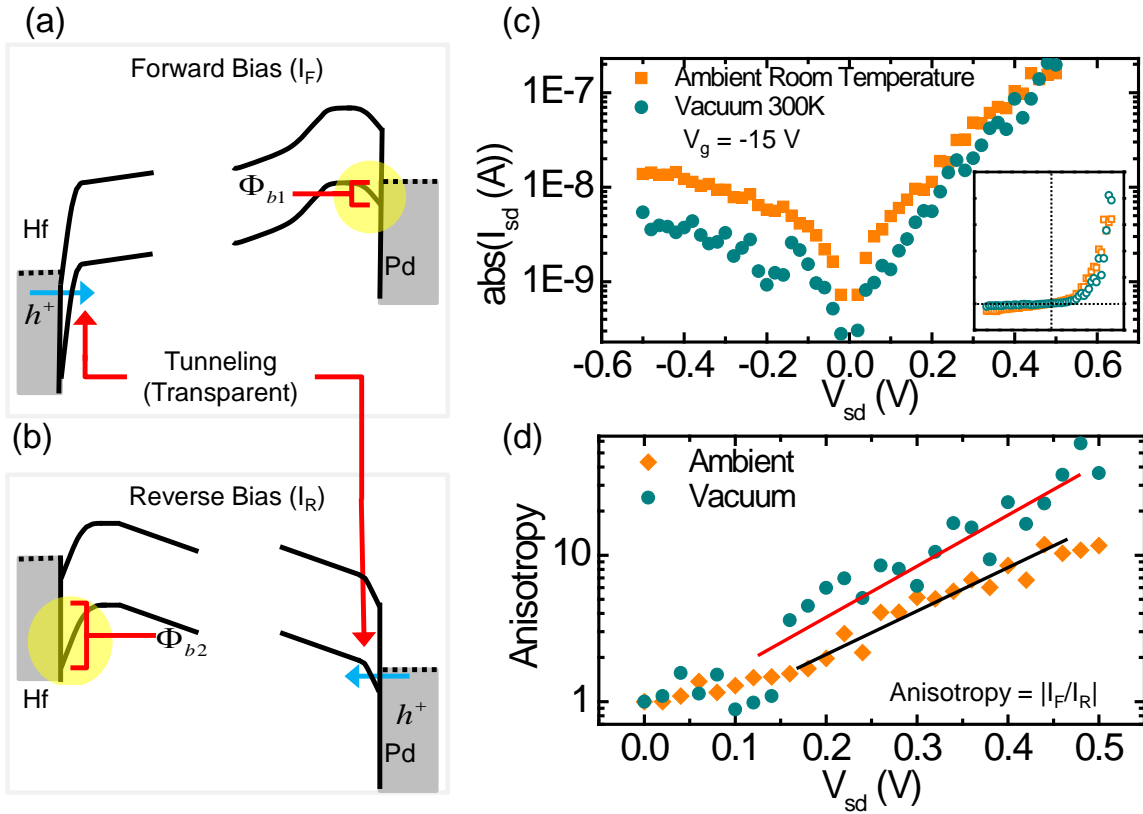 (a)
Forward Bias (I_F)
Φ_b1
Hf
Pd
h⁺
Tunneling
(Transparent)
(b)
Reverse Bias (I_R)
Φ_b2
Hf
h⁺
Pd
(c)
Ambient Room Temperature
Vacuum 300K
V_g = -15 V
abs(I_sd (A))
1E-7
1E-8
1E-9
-0.6 -0.4 -0.2 0.0 0.2 0.4 0.6
V_sd (V)
(d)
Ambient
Vacuum
Anisotropy
10
1
Anisotropy = |I_F/I_R|
0.0 0.1 0.2 0.3 0.4 0.5
V_sd (V)